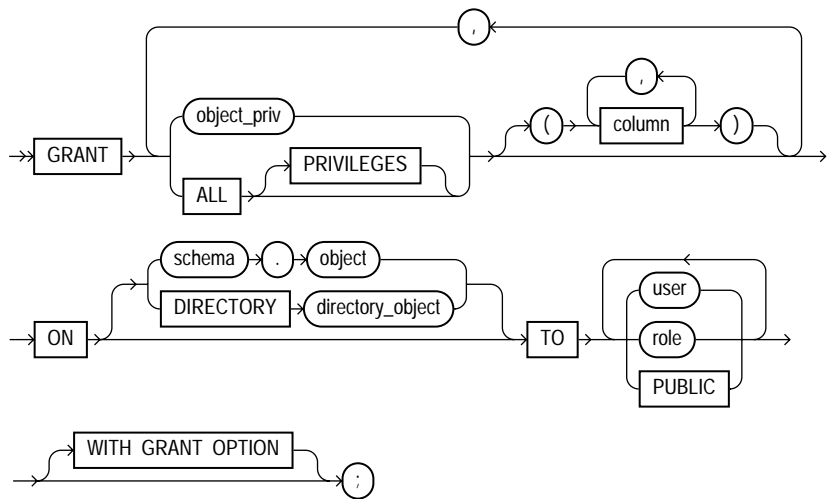 ,
object_priv
,
( column )
GRANT
PRIVILEGES
ALL
schema . object
user
DIRECTORY directory_object
ON TO role
PUBLIC
WITH GRANT OPTION
;